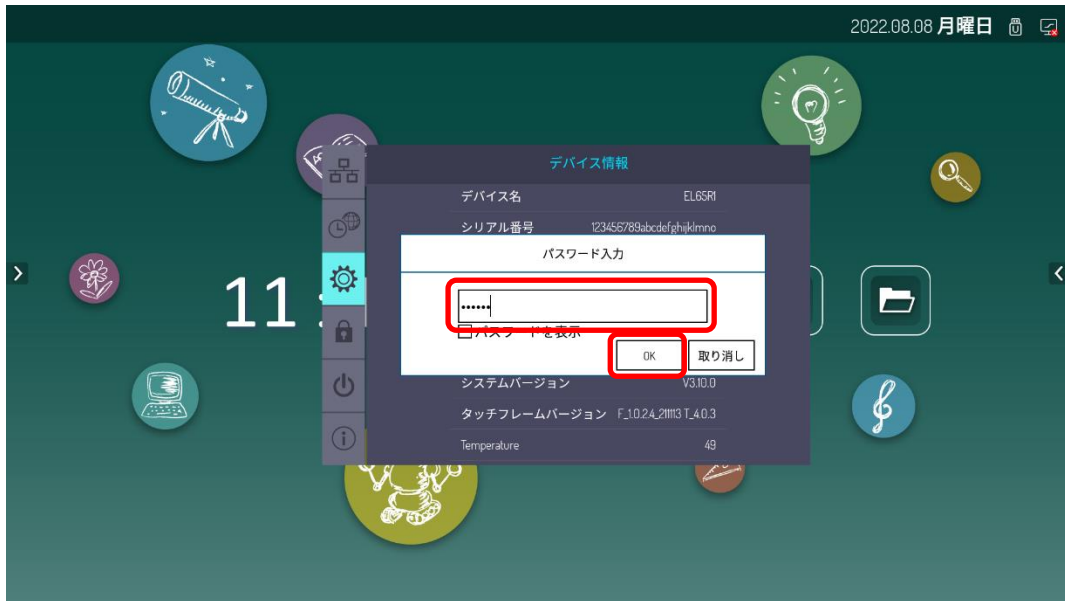 2022.08.08 月曜日
デバイス情報
デバイス名 EL65R1
シリアル番号 123456789abcdefghijklmno
パスワード入力
••••••
パスワードを表示
OK 取り消し
11 :
システムバージョン V3.10.0
タッチフレームバージョン F_1.0.2.4_211113 T_4.0.3
Temperature 49